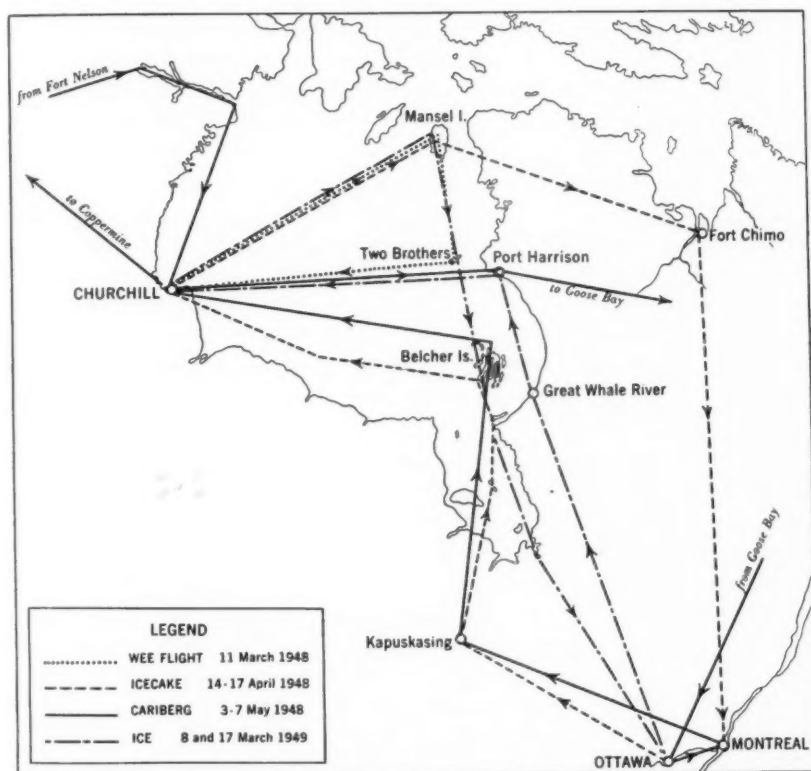 from Fort Nelson
Mansel I.
to Coppermine
Fort Chimo
Two Brothers
Port Harrison
CHURCHILL
to Goose Bay
Belcher Is.
Great Whale River
from Goose Bay
LEGEND
WEE FLIGHT 11 March 1948
ICECAKE 14-17 April 1948
CARIBERG 3-7 May 1948
ICE 8 and 17 March 1949
Kapuskasing
MONTREAL
OTTAWA